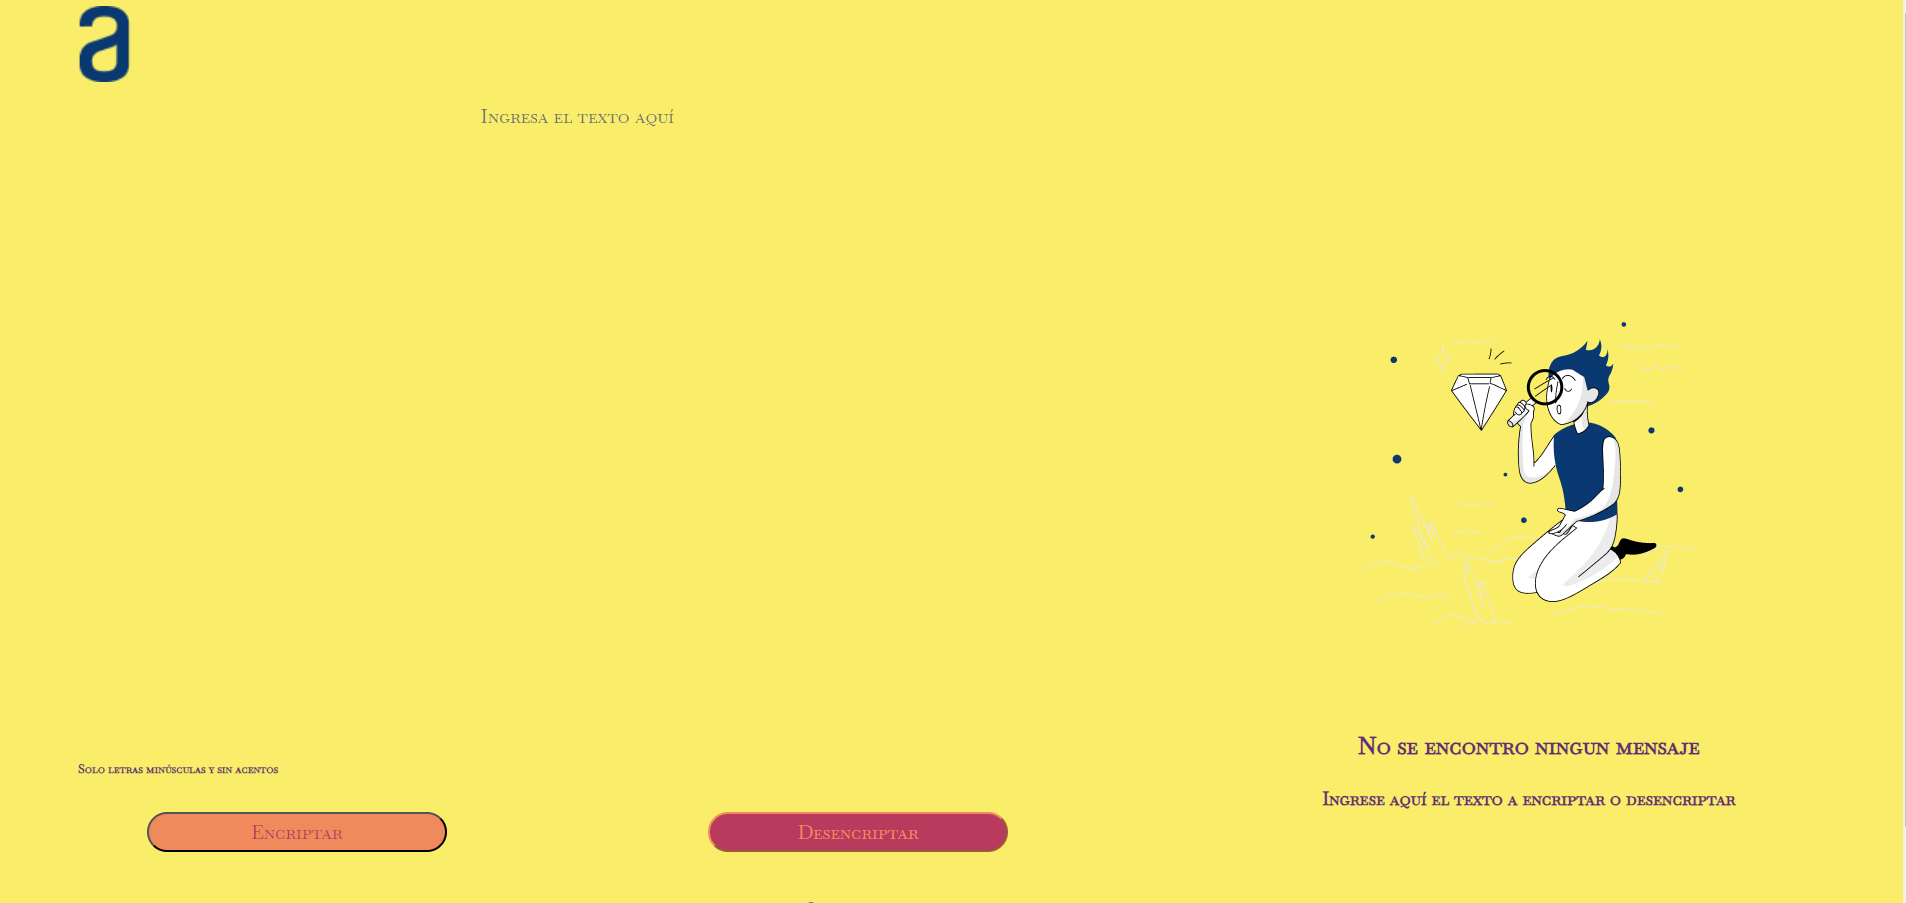 a
Ingresa el texto aquí
Solo letras minúsculas y sin acentos
Encriptar
Desencriptar
No se encontro ningun mensaje
Ingrese aquí el texto a encriptar o desencriptar